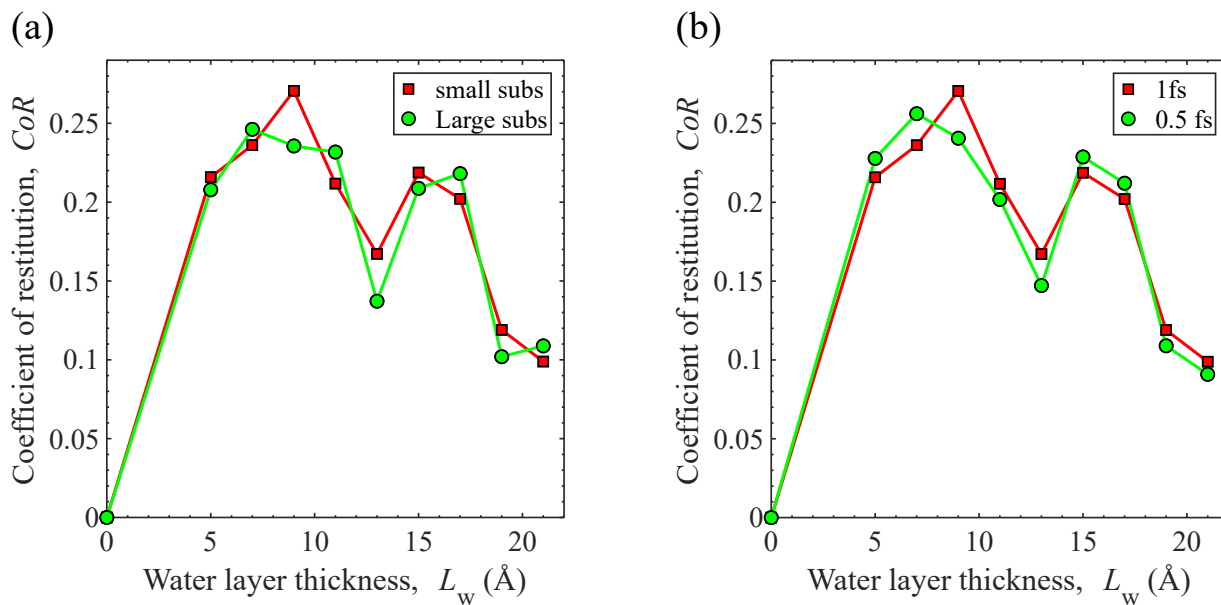 (a)
small subs
Large subs
0.25
0.2
0.15
0.1
0.05
0
0 5 10 15 20
Coefficient of restitution, CoR
Water layer thickness, L_w (Å)
(b)
1fs
0.5 fs
0.25
0.2
0.15
0.1
0.05
0
0 5 10 15 20
Coefficient of restitution, CoR
Water layer thickness, L_w (Å)